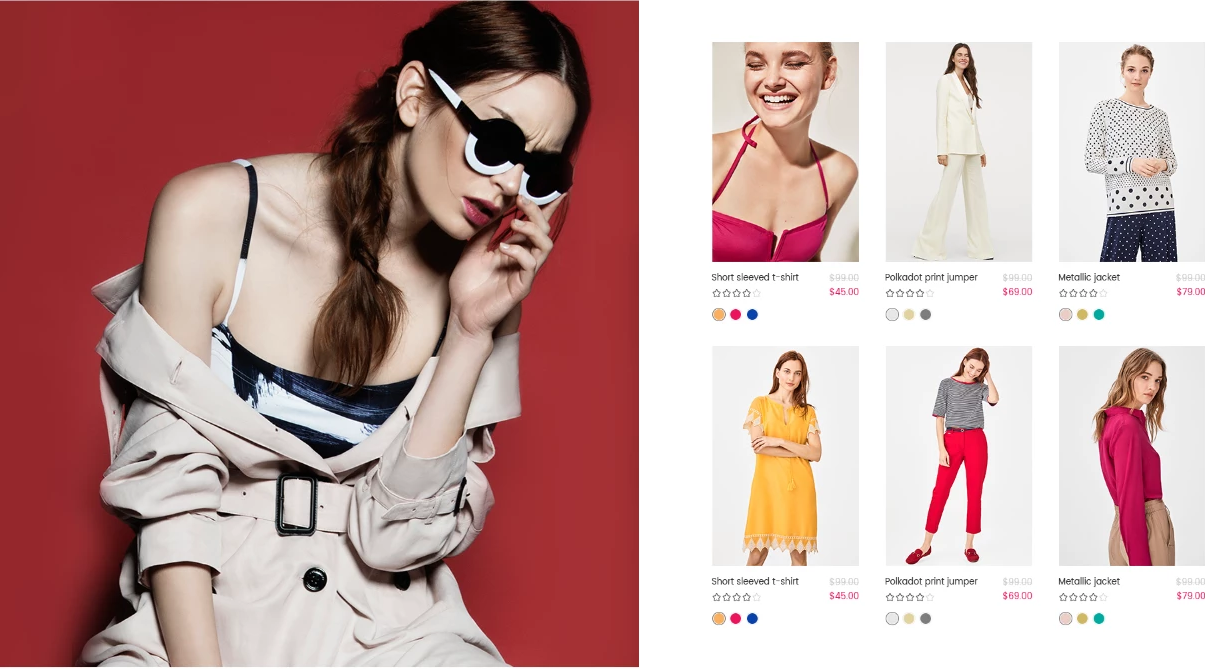 Short sleeved t-shirt $99.00
$45.00
Polkadot print jumper $99.00
$69.00
Metallic jacket $99.00
$79.00
Short sleeved t-shirt $99.00
$45.00
Polkadot print jumper $99.00
$69.00
Metallic jacket $99.00
$79.00